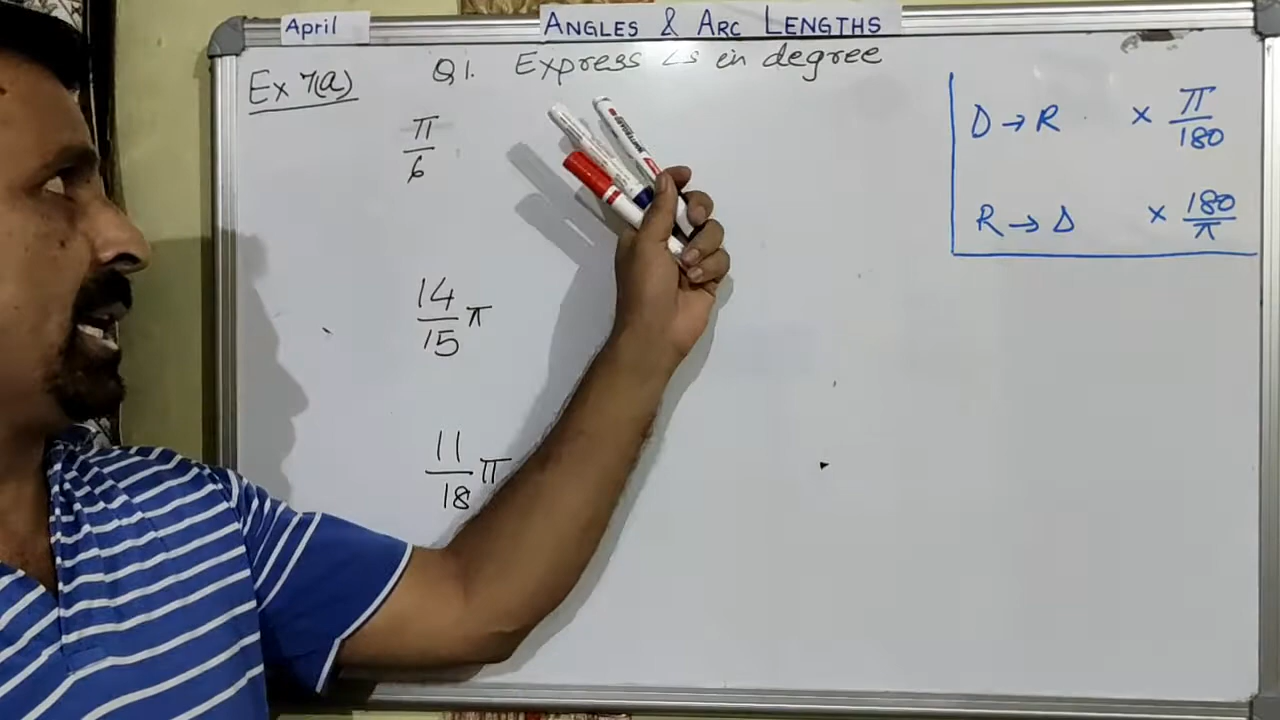 April
ANGLES & ARC LENGTHS
Ex 7(a)
Q1. Express ∠s in degree
π/6
14/15 π
11/18 π
D → R × π/180
R → D × 180/π